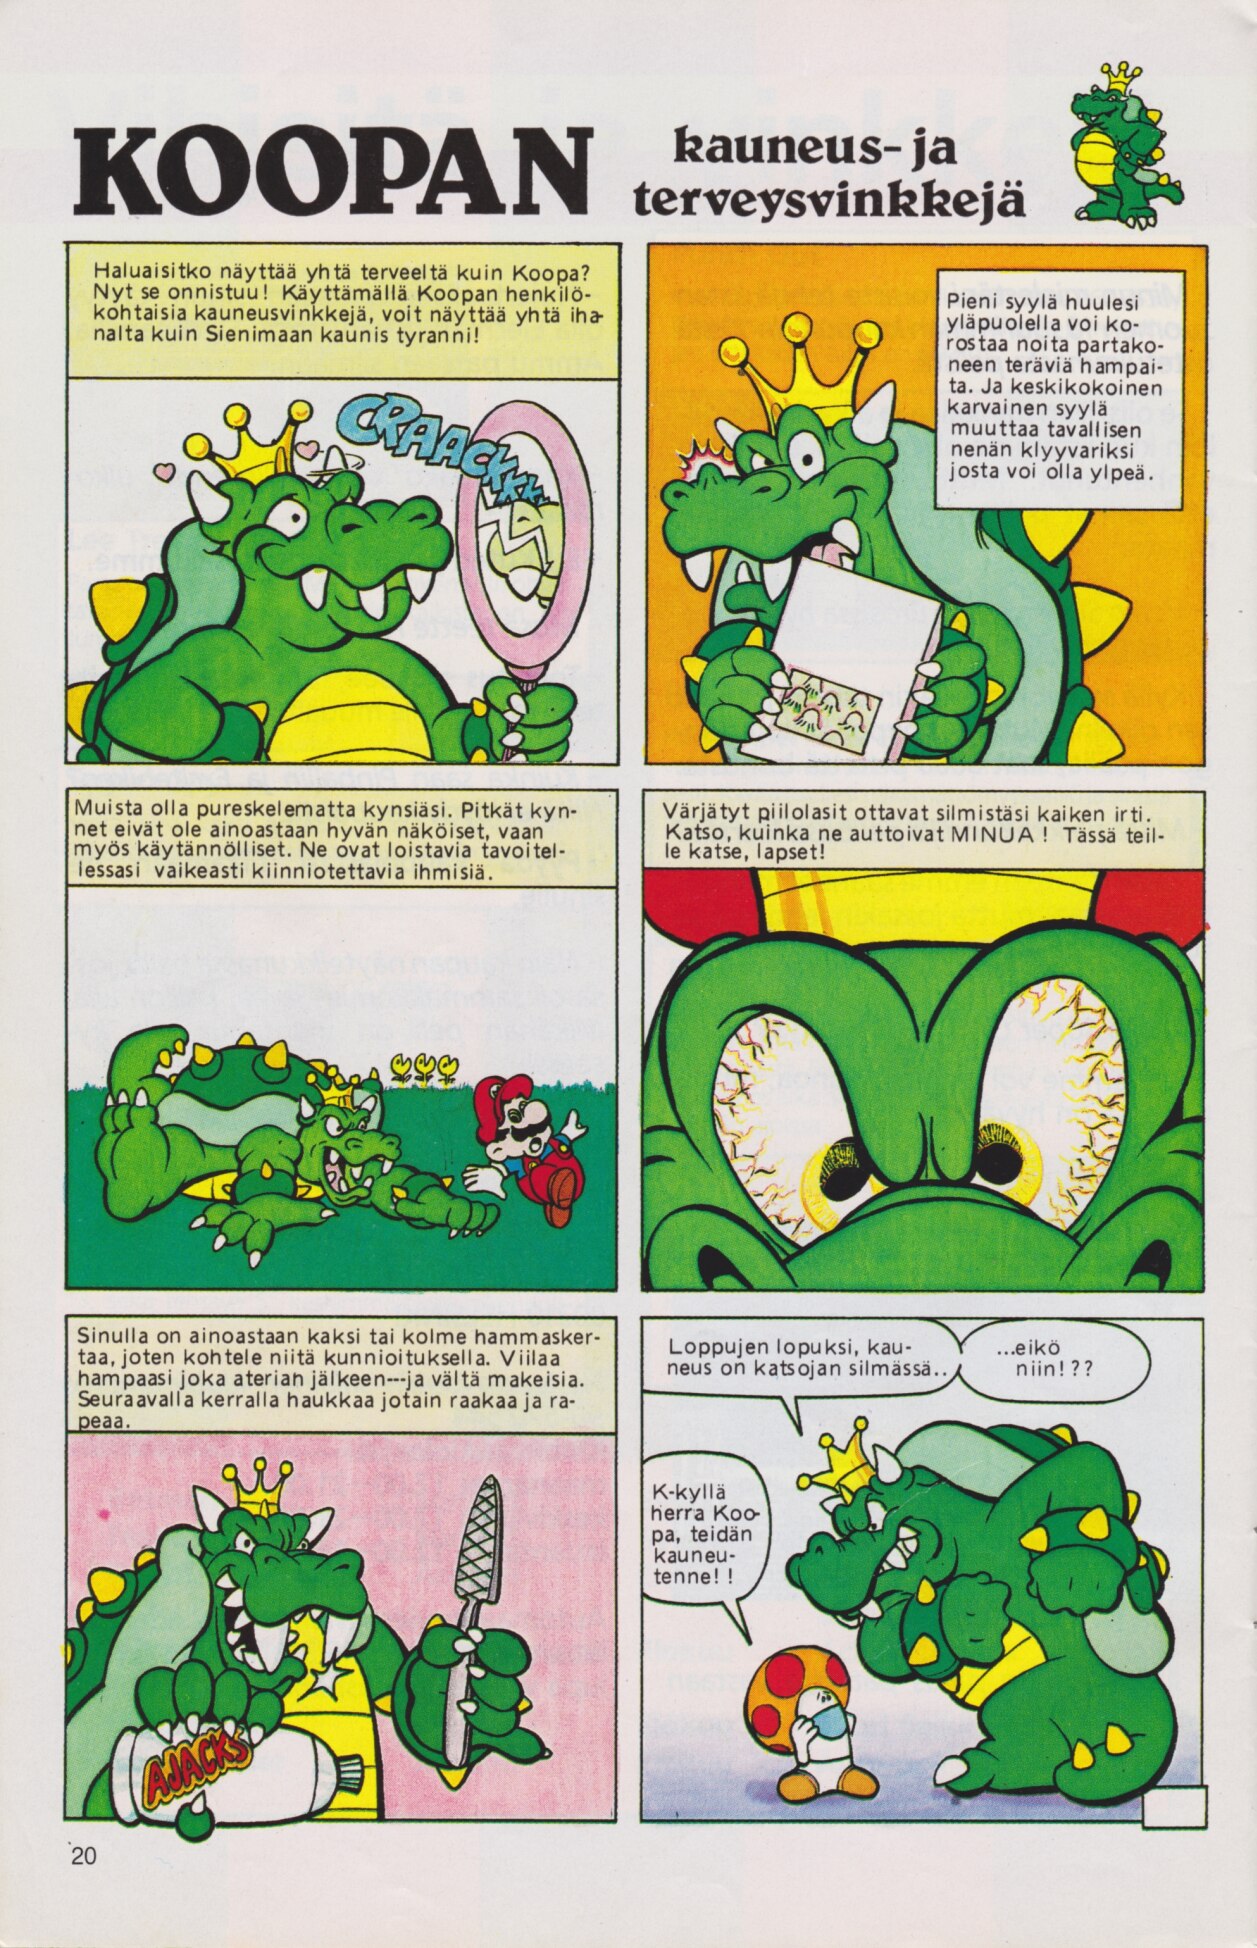 KOOPAN
kauneus- ja
terveysvinkkejä
Haluaisitko näyttää yhtä terveeltä kuin Koopa?
Nyt se onnistuu! Käyttämällä Koopan henkilö-
kohtaisia kauneusvinkkejä, voit näyttää yhtä iha-
nalta kuin Sienimaan kaunis tyranni!
CRAACKKKK
Pieni syylä huulesi
yläpuolella voi ko-
rostaa noita partako-
neen teräviä hampai-
ta. Ja keskikokoinen
karvainen syylä
muuttaa tavallisen
nenän klyyvariksi
josta voi olla ylpeä.
Muista olla pureskelematta kynsiäsi. Pitkät kyn-
net eivät ole ainoastaan hyvän näköiset, vaan
myös käytännölliset. Ne ovat loistavia tavoitel-
lessasi vaikeasti kiinniotettavia ihmisiä.
Värjätyt piilolasit ottavat silmistäsi kaiken irti.
Katso, kuinka ne auttoivat MINUA ! Tässä teil-
le katse, lapset!
Sinulla on ainoastaan kaksi tai kolme hammasker-
taa, joten kohtele niitä kunnioituksella. Viilaa
hampaasi joka aterian jälkeen---ja vältä makeisia.
Seuraavalla kerralla haukkaa jotain raakaa ja ra-
peaa.
AJACKS
Loppujen lopuksi, kau-
neus on katsojan silmässä..
...eikö
niin!??
K-kyllä
herra Koo-
pa, teidän
kauneu-
tenne!!
20